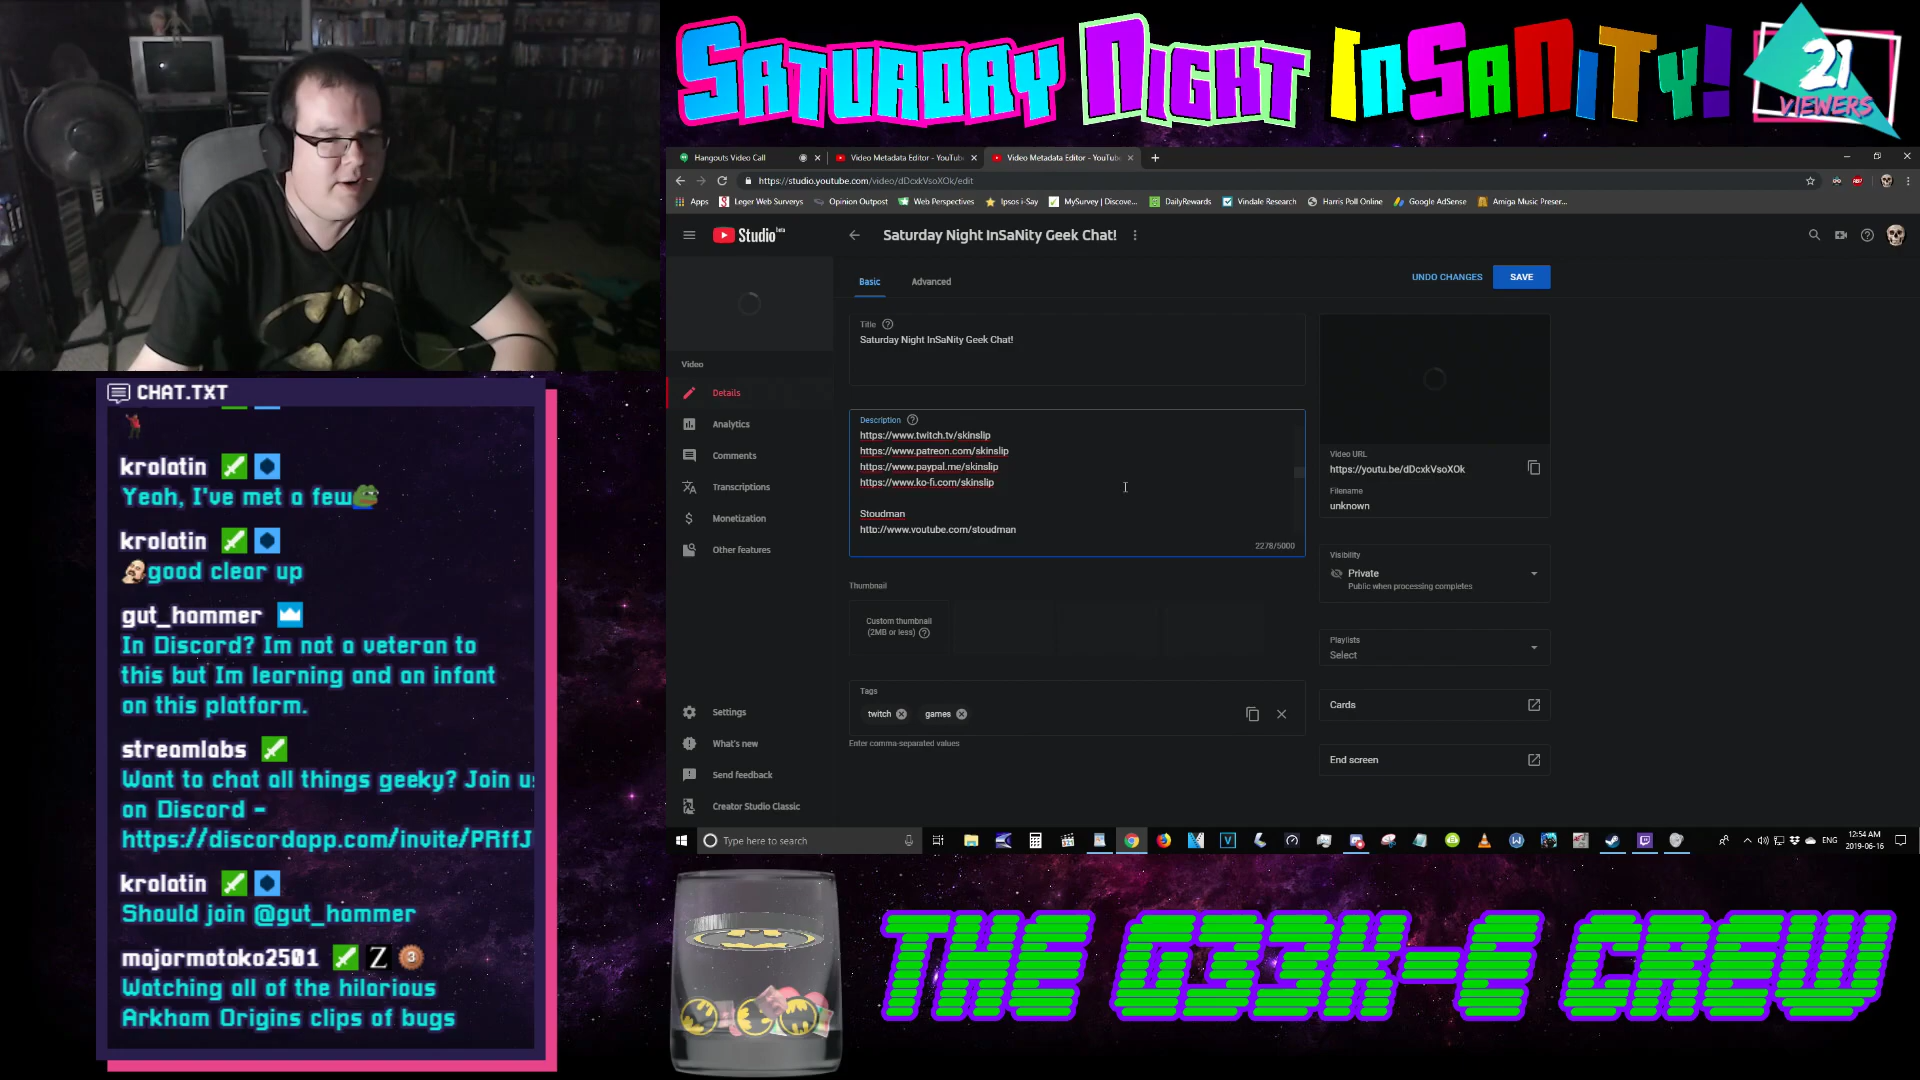 SATURDAY NIGHT INSANITY!
21
VIEWERS
CHAT.TXT
krolatin
Yeah, I've met a few
krolatin
good clear up
gut_hammer
In Discord? Im not a veteran to
this but Im learning and an infant
on this platform.
streamlabs
Want to chat all things geeky? Join us
on Discord -
https://discordapp.com/invite/PRffJ
krolatin
Should join @gut_hammer
majormotoko2501 Z 3
Watching all of the hilarious
Arkham Origins clips of bugs
Hangouts Video Call
Video Metadata Editor - YouTub
Video Metadata Editor - YouTub
https://studio.youtube.com/video/dDcxkVsoXOk/edit
Apps
Leger Web Surverys
Opinion Outpost
Web Perspectives
Ipsos i-Say
MySurvey | Discove...
DailyRewards
Vindale Research
Harris Poll Online
Google AdSense
Amiga Music Preser...
Studio beta
Saturday Night InSaNity Geek Chat!
Basic
Advanced
UNDO CHANGES
SAVE
Video
Details
Analytics
Comments
Transcriptions
Monetization
Other features
Settings
What's new
Send feedback
Creator Studio Classic
Title
Saturday Night InSaNity Geek Chat!
Description
https://www.twitch.tv/skinslip
https://www.patreon.com/skinslip
https://www.paypal.me/skinslip
https://www.ko-fi.com/skinslip
Stoudman
http://www.youtube.com/stoudman
2278/5000
Thumbnail
Custom thumbnail
(2MB or less)
Tags
twitch
games
Enter comma-separated values
Video URL
https://youtu.be/dDcxkVsoXOk
Filename
unknown
Visibility
Private
Public when processing completes
Playlists
Select
Cards
End screen
Type here to search
ENG
12:54 AM
2019-06-16
THE G33K-E CREW